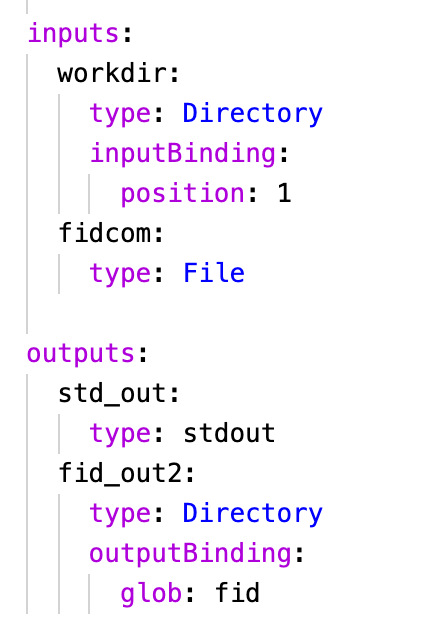 inputs:
  workdir:
    type: Directory
    inputBinding:
      position: 1
  fidcom:
    type: File

outputs:
  std_out:
    type: stdout
  fid_out2:
    type: Directory
    outputBinding:
      glob: fid